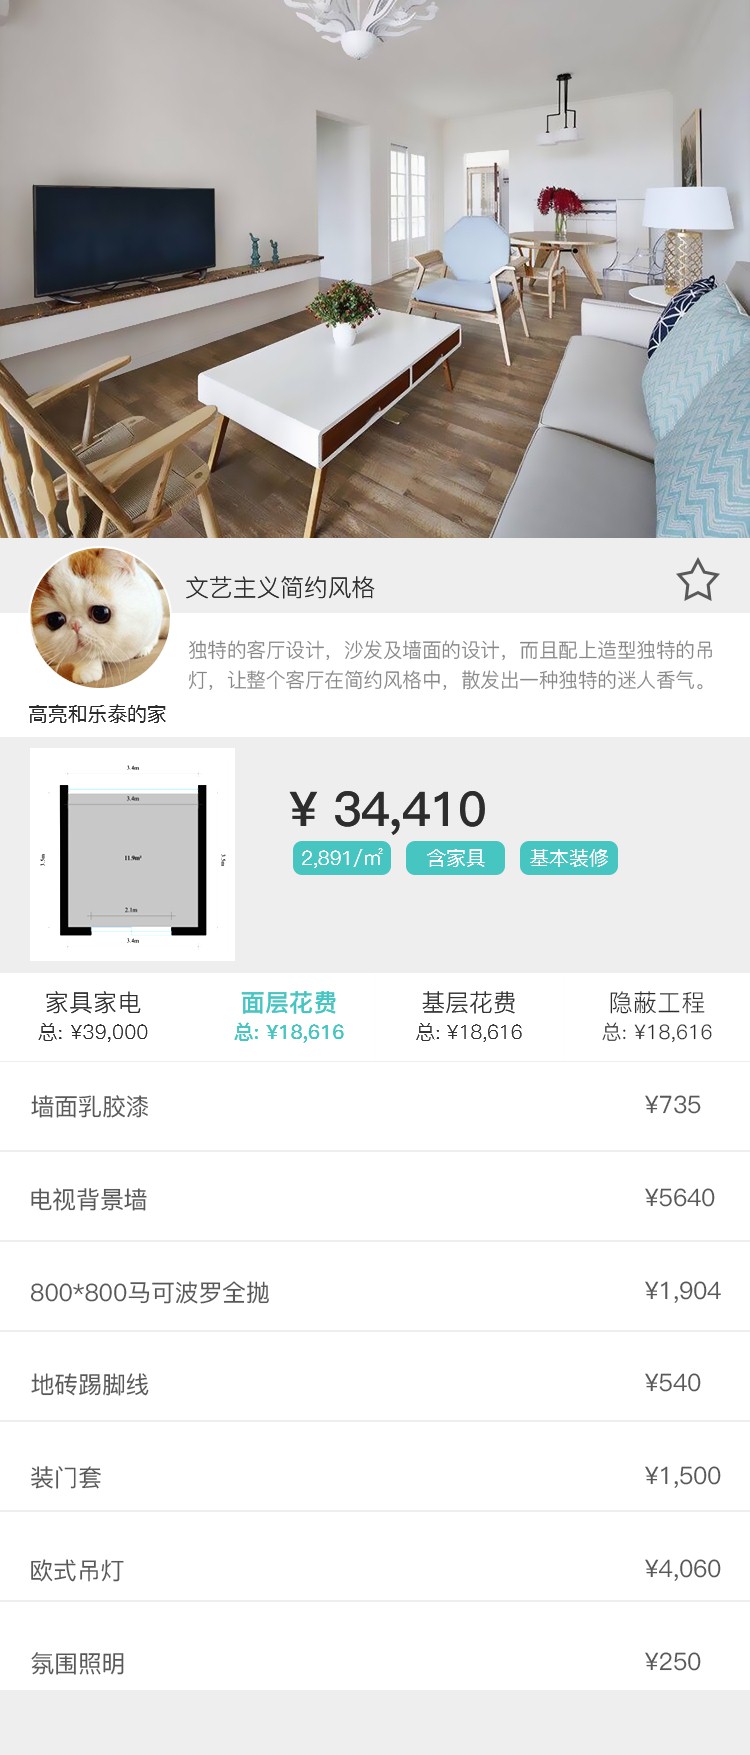 文艺主义简约风格
独特的客厅设计，沙发及墙面的设计，而且配上造型独特的吊
灯，让整个客厅在简约风格中，散发出一种独特的迷人香气。
高亮和乐泰的家
3.4m
3.4m
3.5m
11.9m²
3.5m
2.1m
3.4m
¥ 34,410
2,891/㎡ 含家具 基本装修
家具家电 面层花费 基层花费 隐蔽工程
总: ¥39,000 总: ¥18,616 总: ¥18,616 总: ¥18,616
墙面乳胶漆 ¥735
电视背景墙 ¥5640
800*800马可波罗全抛 ¥1,904
地砖踢脚线 ¥540
装门套 ¥1,500
欧式吊灯 ¥4,060
氛围照明 ¥250